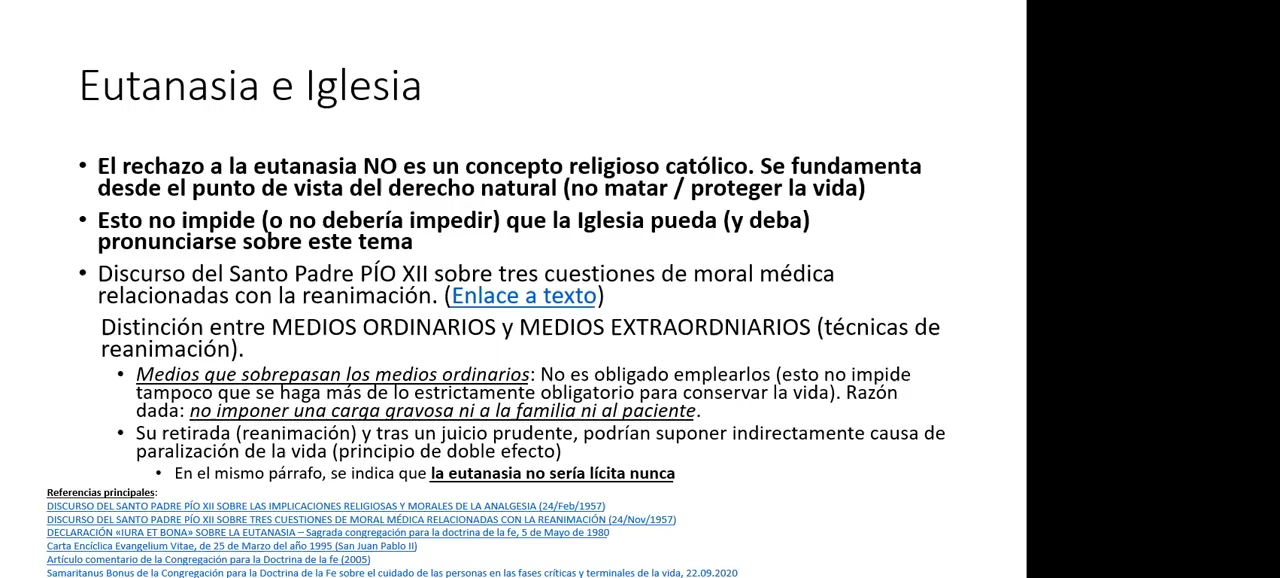 Eutanasia e Iglesia
• El rechazo a la eutanasia NO es un concepto religioso católico. Se fundamenta
desde el punto de vista del derecho natural (no matar / proteger la vida)
• Esto no impide (o no debería impedir) que la Iglesia pueda (y deba)
pronunciarse sobre este tema
• Discurso del Santo Padre PÍO XII sobre tres cuestiones de moral médica
relacionadas con la reanimación. (Enlace a texto)
Distinción entre MEDIOS ORDINARIOS y MEDIOS EXTRAORDNIARIOS (técnicas de
reanimación).
• Medios que sobrepasan los medios ordinarios: No es obligado emplearlos (esto no impide
tampoco que se haga más de lo estrictamente obligatorio para conservar la vida). Razón
dada: no imponer una carga gravosa ni a la familia ni al paciente.
• Su retirada (reanimación) y tras un juicio prudente, podrían suponer indirectamente causa de
paralización de la vida (principio de doble efecto)
• En el mismo párrafo, se indica que la eutanasia no sería lícita nunca
Referencias principales:
DISCURSO DEL SANTO PADRE PÍO XII SOBRE LAS IMPLICACIONES RELIGIOSAS Y MORALES DE LA ANALGESIA (24/Feb/1957)
DISCURSO DEL SANTO PADRE PÍO XII SOBRE TRES CUESTIONES DE MORAL MÉDICA RELACIONADAS CON LA REANIMACIÓN (24/Nov/1957)
DECLARACIÓN «IURA ET BONA» SOBRE LA EUTANASIA – Sagrada congregación para la doctrina de la fe, 5 de Mayo de 1980
Carta Encíclica Evangelium Vitae, de 25 de Marzo del año 1995 (San Juan Pablo II)
Artículo comentario de la Congregación para la Doctrina de la fe (2005)
Samaritanus Bonus de la Congregación para la Doctrina de la Fe sobre el cuidado de las personas en las fases críticas y terminales de la vida, 22.09.2020